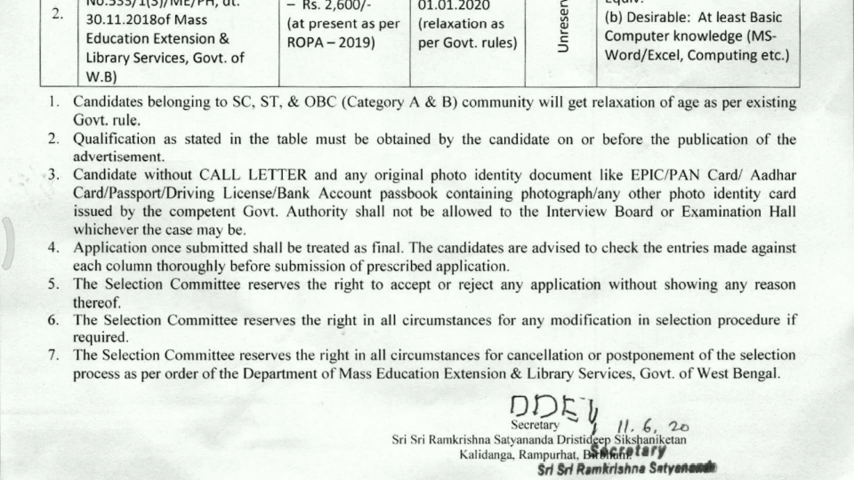 2.
No.535/1(3)/ME/PH, dt.
30.11.2018of Mass
Education Extension &
Library Services, Govt. of
W.B)
– Rs. 2,600/-
(at present as per
ROPA – 2019)
01.01.2020
(relaxation as
per Govt. rules)
Unreser
Equiv.
(b) Desirable: At least Basic
Computer knowledge (MS-
Word/Excel, Computing etc.)
1. Candidates belonging to SC, ST, & OBC (Category A & B) community will get relaxation of age as per existing
Govt. rule.
2. Qualification as stated in the table must be obtained by the candidate on or before the publication of the
advertisement.
3. Candidate without CALL LETTER and any original photo identity document like EPIC/PAN Card/ Aadhar
Card/Passport/Driving License/Bank Account passbook containing photograph/any other photo identity card
issued by the competent Govt. Authority shall not be allowed to the Interview Board or Examination Hall
whichever the case may be.
4. Application once submitted shall be treated as final. The candidates are advised to check the entries made against
each column thoroughly before submission of prescribed application.
5. The Selection Committee reserves the right to accept or reject any application without showing any reason
thereof.
6. The Selection Committee reserves the right in all circumstances for any modification in selection procedure if
required.
7. The Selection Committee reserves the right in all circumstances for cancellation or postponement of the selection
process as per order of the Department of Mass Education Extension & Library Services, Govt. of West Bengal.
DDEY
Secretary 11.6.20
Sri Sri Ramkrishna Satyananda Dristideep Sikshaniketan
Kalidanga, Rampurhat, Birbhum.
Secretary
Sri Sri Ramkrishna